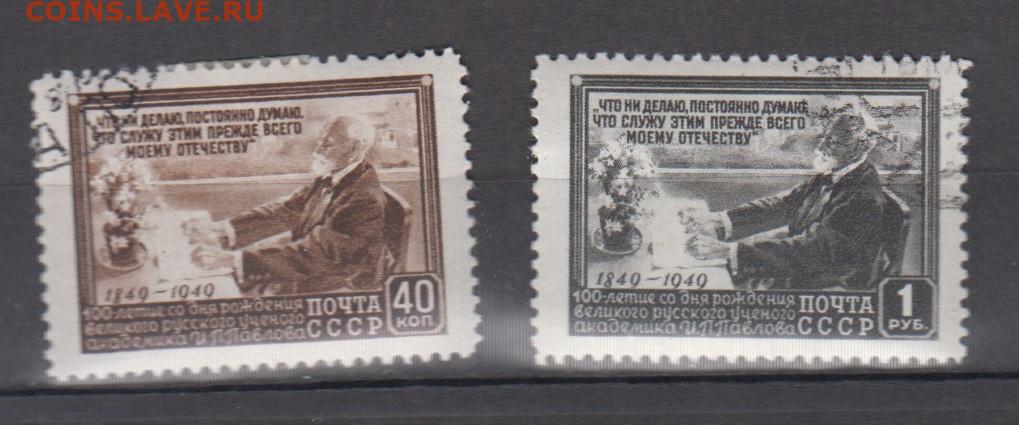 COINS.LAVE.РУ
„ЧТО НИ ДЕЛАЮ, ПОСТОЯННО ДУМАЮ,
ЧТО СЛУЖУ ЭТИМ ПРЕЖДЕ ВСЕГО
МОЕМУ ОТЕЧЕСТВУ"
1849-1949
100-летие со дня рождения
великого русского ученого
академика И.П.Павлова
ПОЧТА
СССР
40
КОП.
„ЧТО НИ ДЕЛАЮ, ПОСТОЯННО ДУМАЮ,
ЧТО СЛУЖУ ЭТИМ ПРЕЖДЕ ВСЕГО
МОЕМУ ОТЕЧЕСТВУ"
1849-1949
100-летие со дня рождения
великого русского ученого
академика И.П.Павлова
ПОЧТА
СССР
1
РУБ.